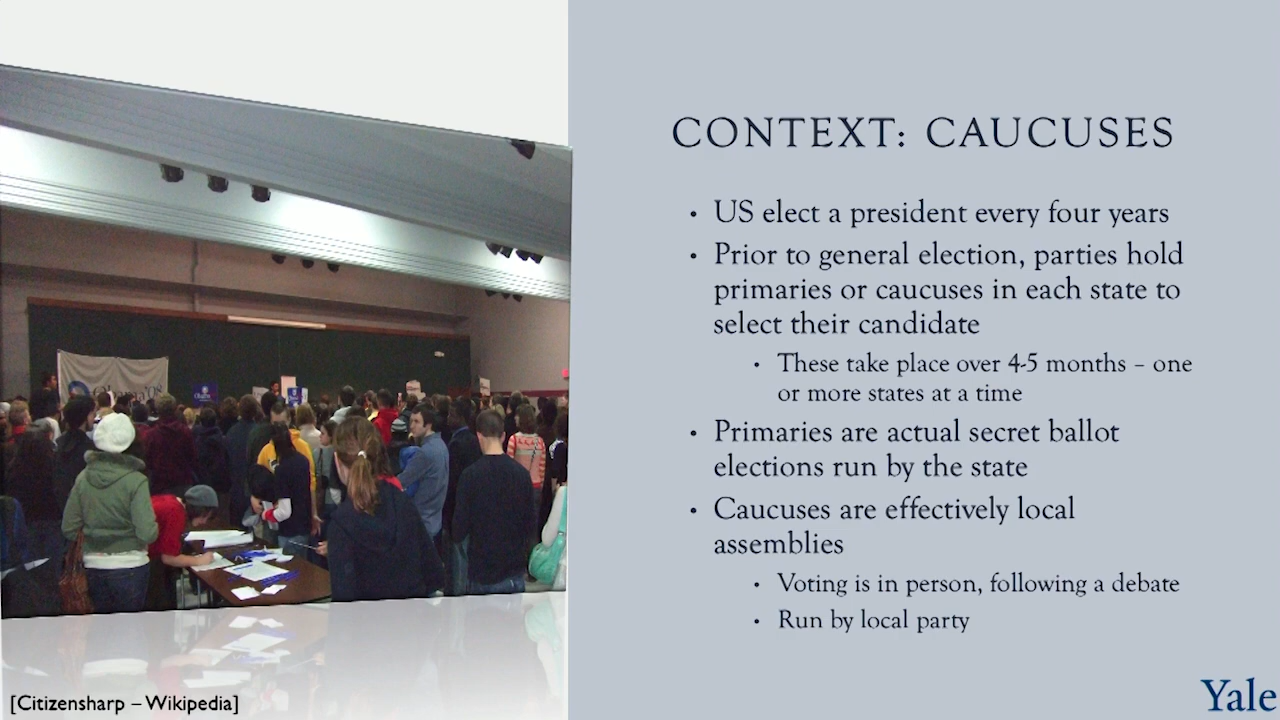 CONTEXT: CAUCUSES
• US elect a president every four years
• Prior to general election, parties hold
primaries or caucuses in each state to
select their candidate
• These take place over 4-5 months – one
or more states at a time
• Primaries are actual secret ballot
elections run by the state
• Caucuses are effectively local
assemblies
• Voting is in person, following a debate
• Run by local party
[Citizensharp – Wikipedia]
Yale